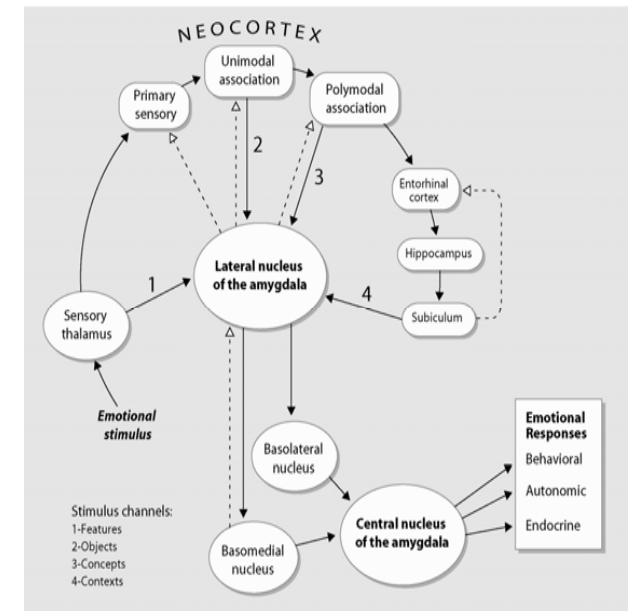 NEOCORTEX
Unimodal
association
Primary
sensory
Polymodal
association
2
3
Entorhinal
cortex
Hippocampus
Lateral nucleus
of the amygdala
1
4
Sensory
thalamus
Subiculum
Emotional
stimulus
Basolateral
nucleus
Emotional
Responses
Behavioral
Autonomic
Endocrine
Central nucleus
of the amygdala
Basomedial
nucleus
Stimulus channels:
1-Features
2-Objects
3-Concepts
4-Contexts